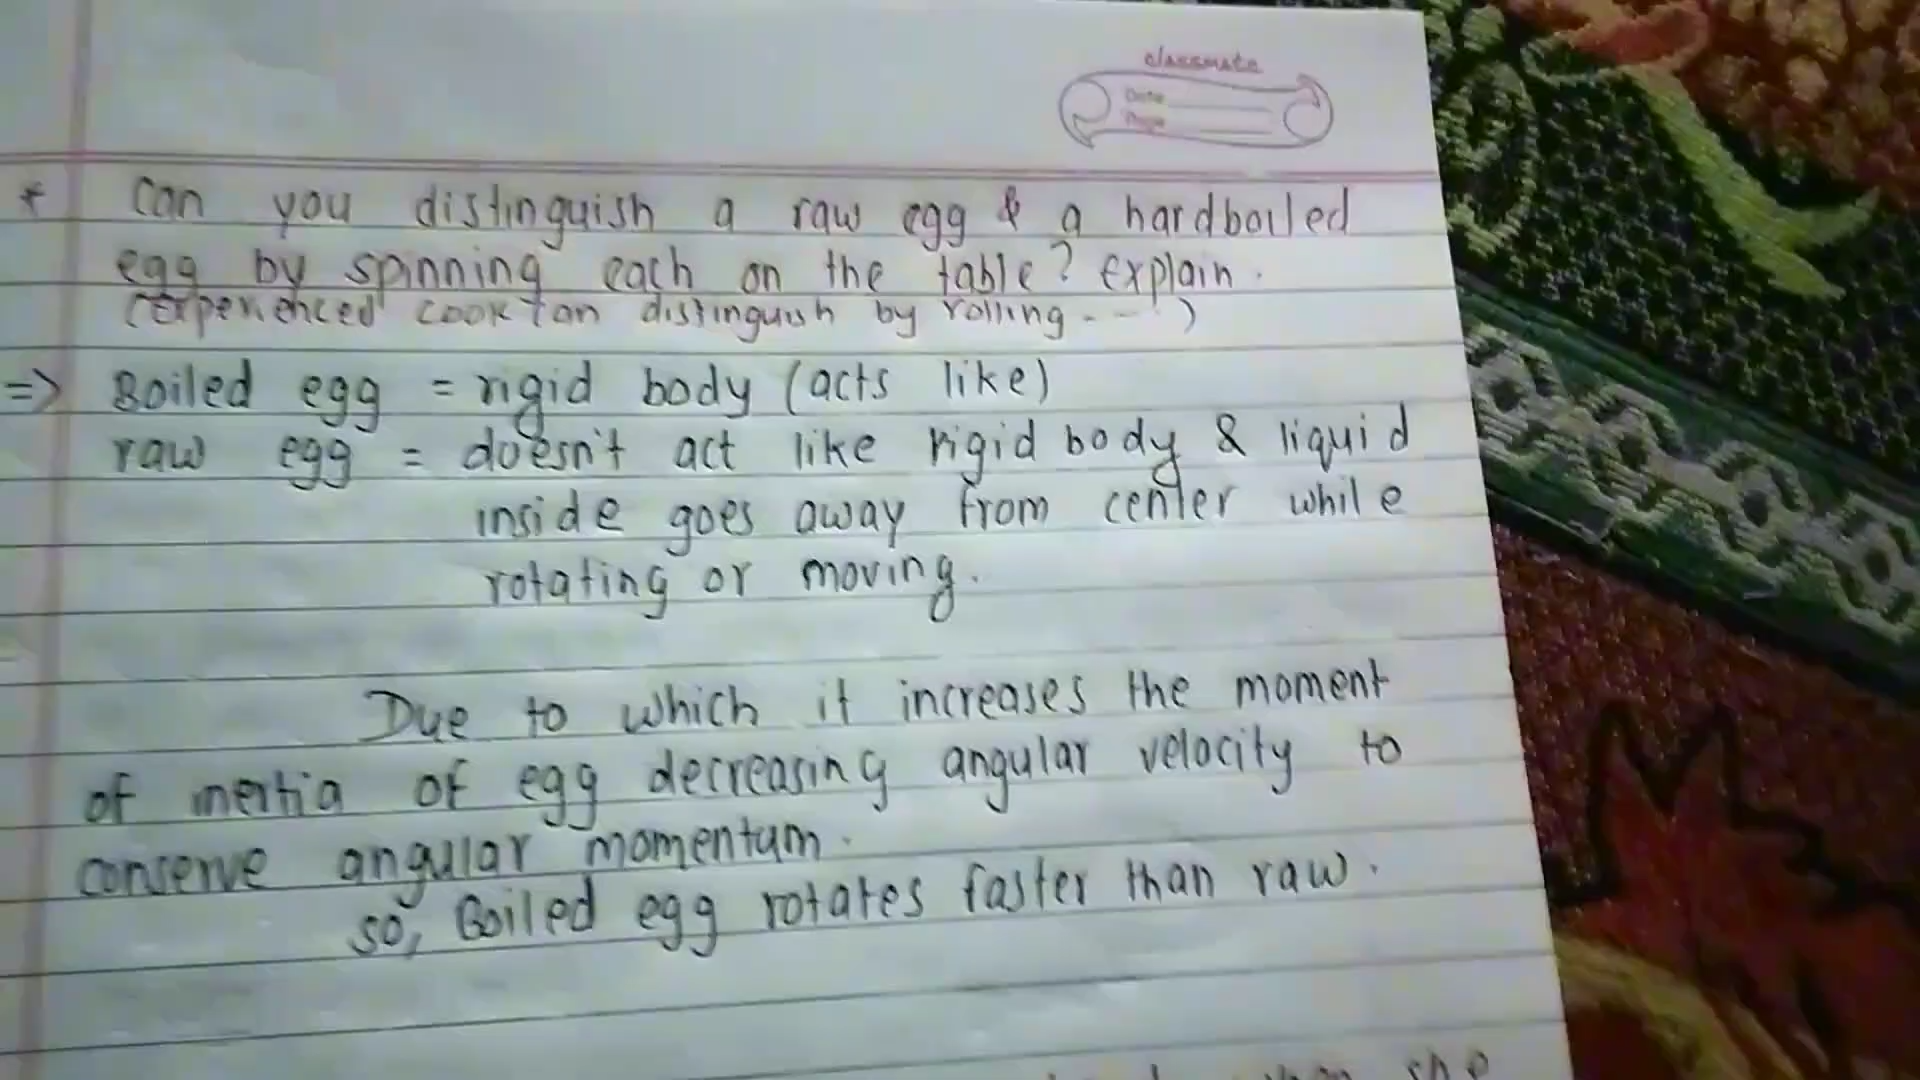 classmate
Date
Page
* Can you distinguish a raw egg & a hardboiled
egg by spinning each on the table? Explain.
(experienced cook can distinguish by rolling - - - )
=> Boiled egg = rigid body (acts like)
raw egg = doesn't act like rigid body & liquid
inside goes away from center while
rotating or moving.
Due to which it increases the moment
of inertia of egg decreasing angular velocity to
conserve angular momentum.
so, Boiled egg rotates faster than raw.